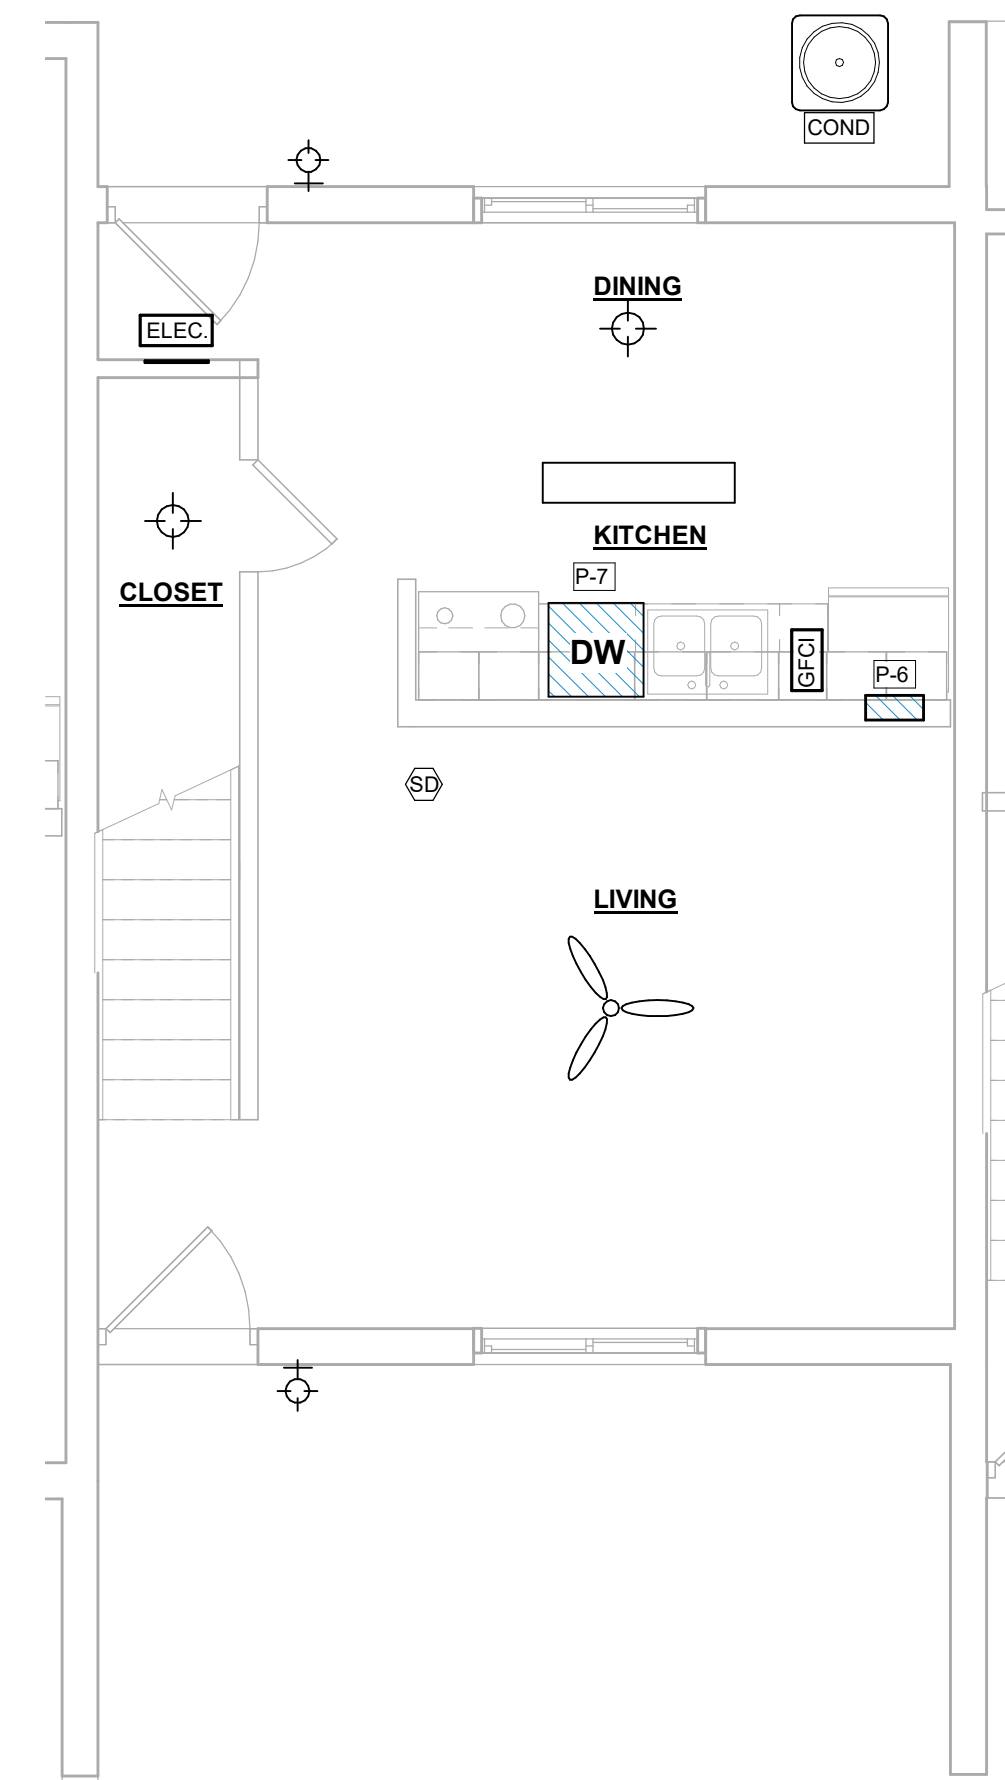 COND
DINING
ELEC.
KITCHEN
P-7
CLOSET
DW
GFCI
P-6
SD
LIVING